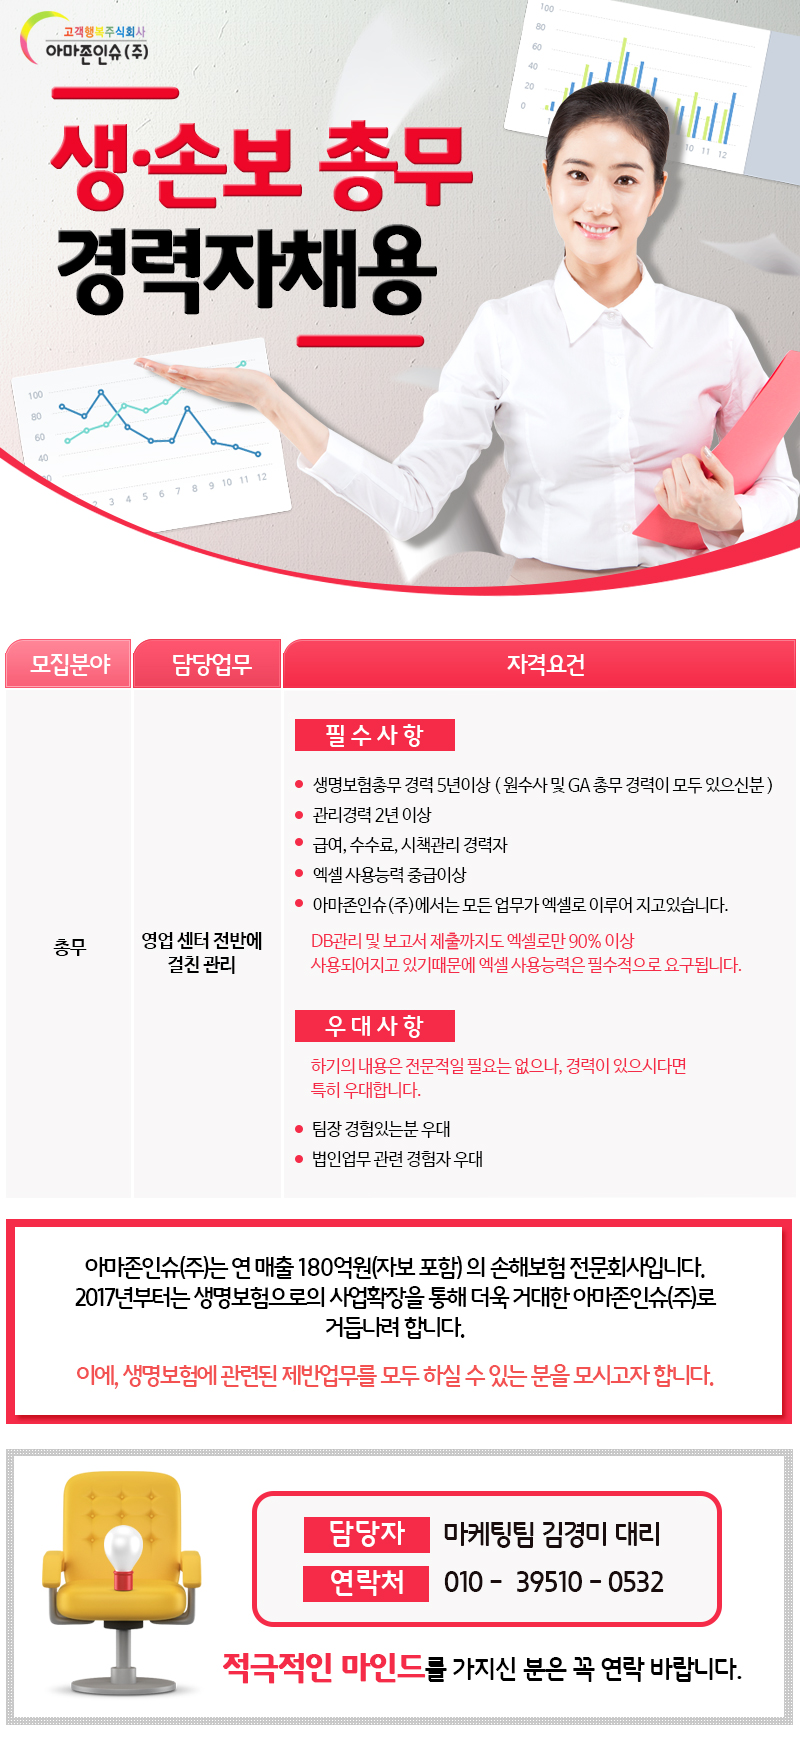 고객행복주식회사
아마존인슈(주)
100
80
60
40
20
0
1
10 11 12
생·손보 총무
경력자채용
100
80
60
40
20
2 3 4 5 6 7 8 9 10 11 12
모집분야 담당업무 자격요건
필수사항
생명보험총무 경력 5년이상 ( 원수사 및 GA 총무 경력이 모두 있으신분 )
관리경력 2년 이상
급여, 수수료, 시책관리 경력자
엑셀 사용능력 중급이상
아마존인슈(주)에서는 모든 업무가 엑셀로 이루어 지고있습니다.
총무
영업 센터 전반에
걸친 관리
DB관리 및 보고서 제출까지도 엑셀로만 90% 이상
사용되어지고 있기때문에 엑셀 사용능력은 필수적으로 요구됩니다.
우대사항
하기의 내용은 전문적일 필요는 없으나, 경력이 있으시다면
특히 우대합니다.
팀장 경험있는분 우대
법인업무 관련 경험자 우대
아마존인슈(주)는 연 매출 180억원(자보 포함) 의 손해보험 전문회사입니다.
2017년부터는 생명보험으로의 사업확장을 통해 더욱 거대한 아마존인슈(주)로
거듭나려 합니다.
이에, 생명보험에 관련된 제반업무를 모두 하실 수 있는 분을 모시고자 합니다.
담당자 마케팅팀 김경미 대리
연락처 010 - 39510 - 0532
적극적인 마인드를 가지신 분은 꼭 연락 바랍니다.